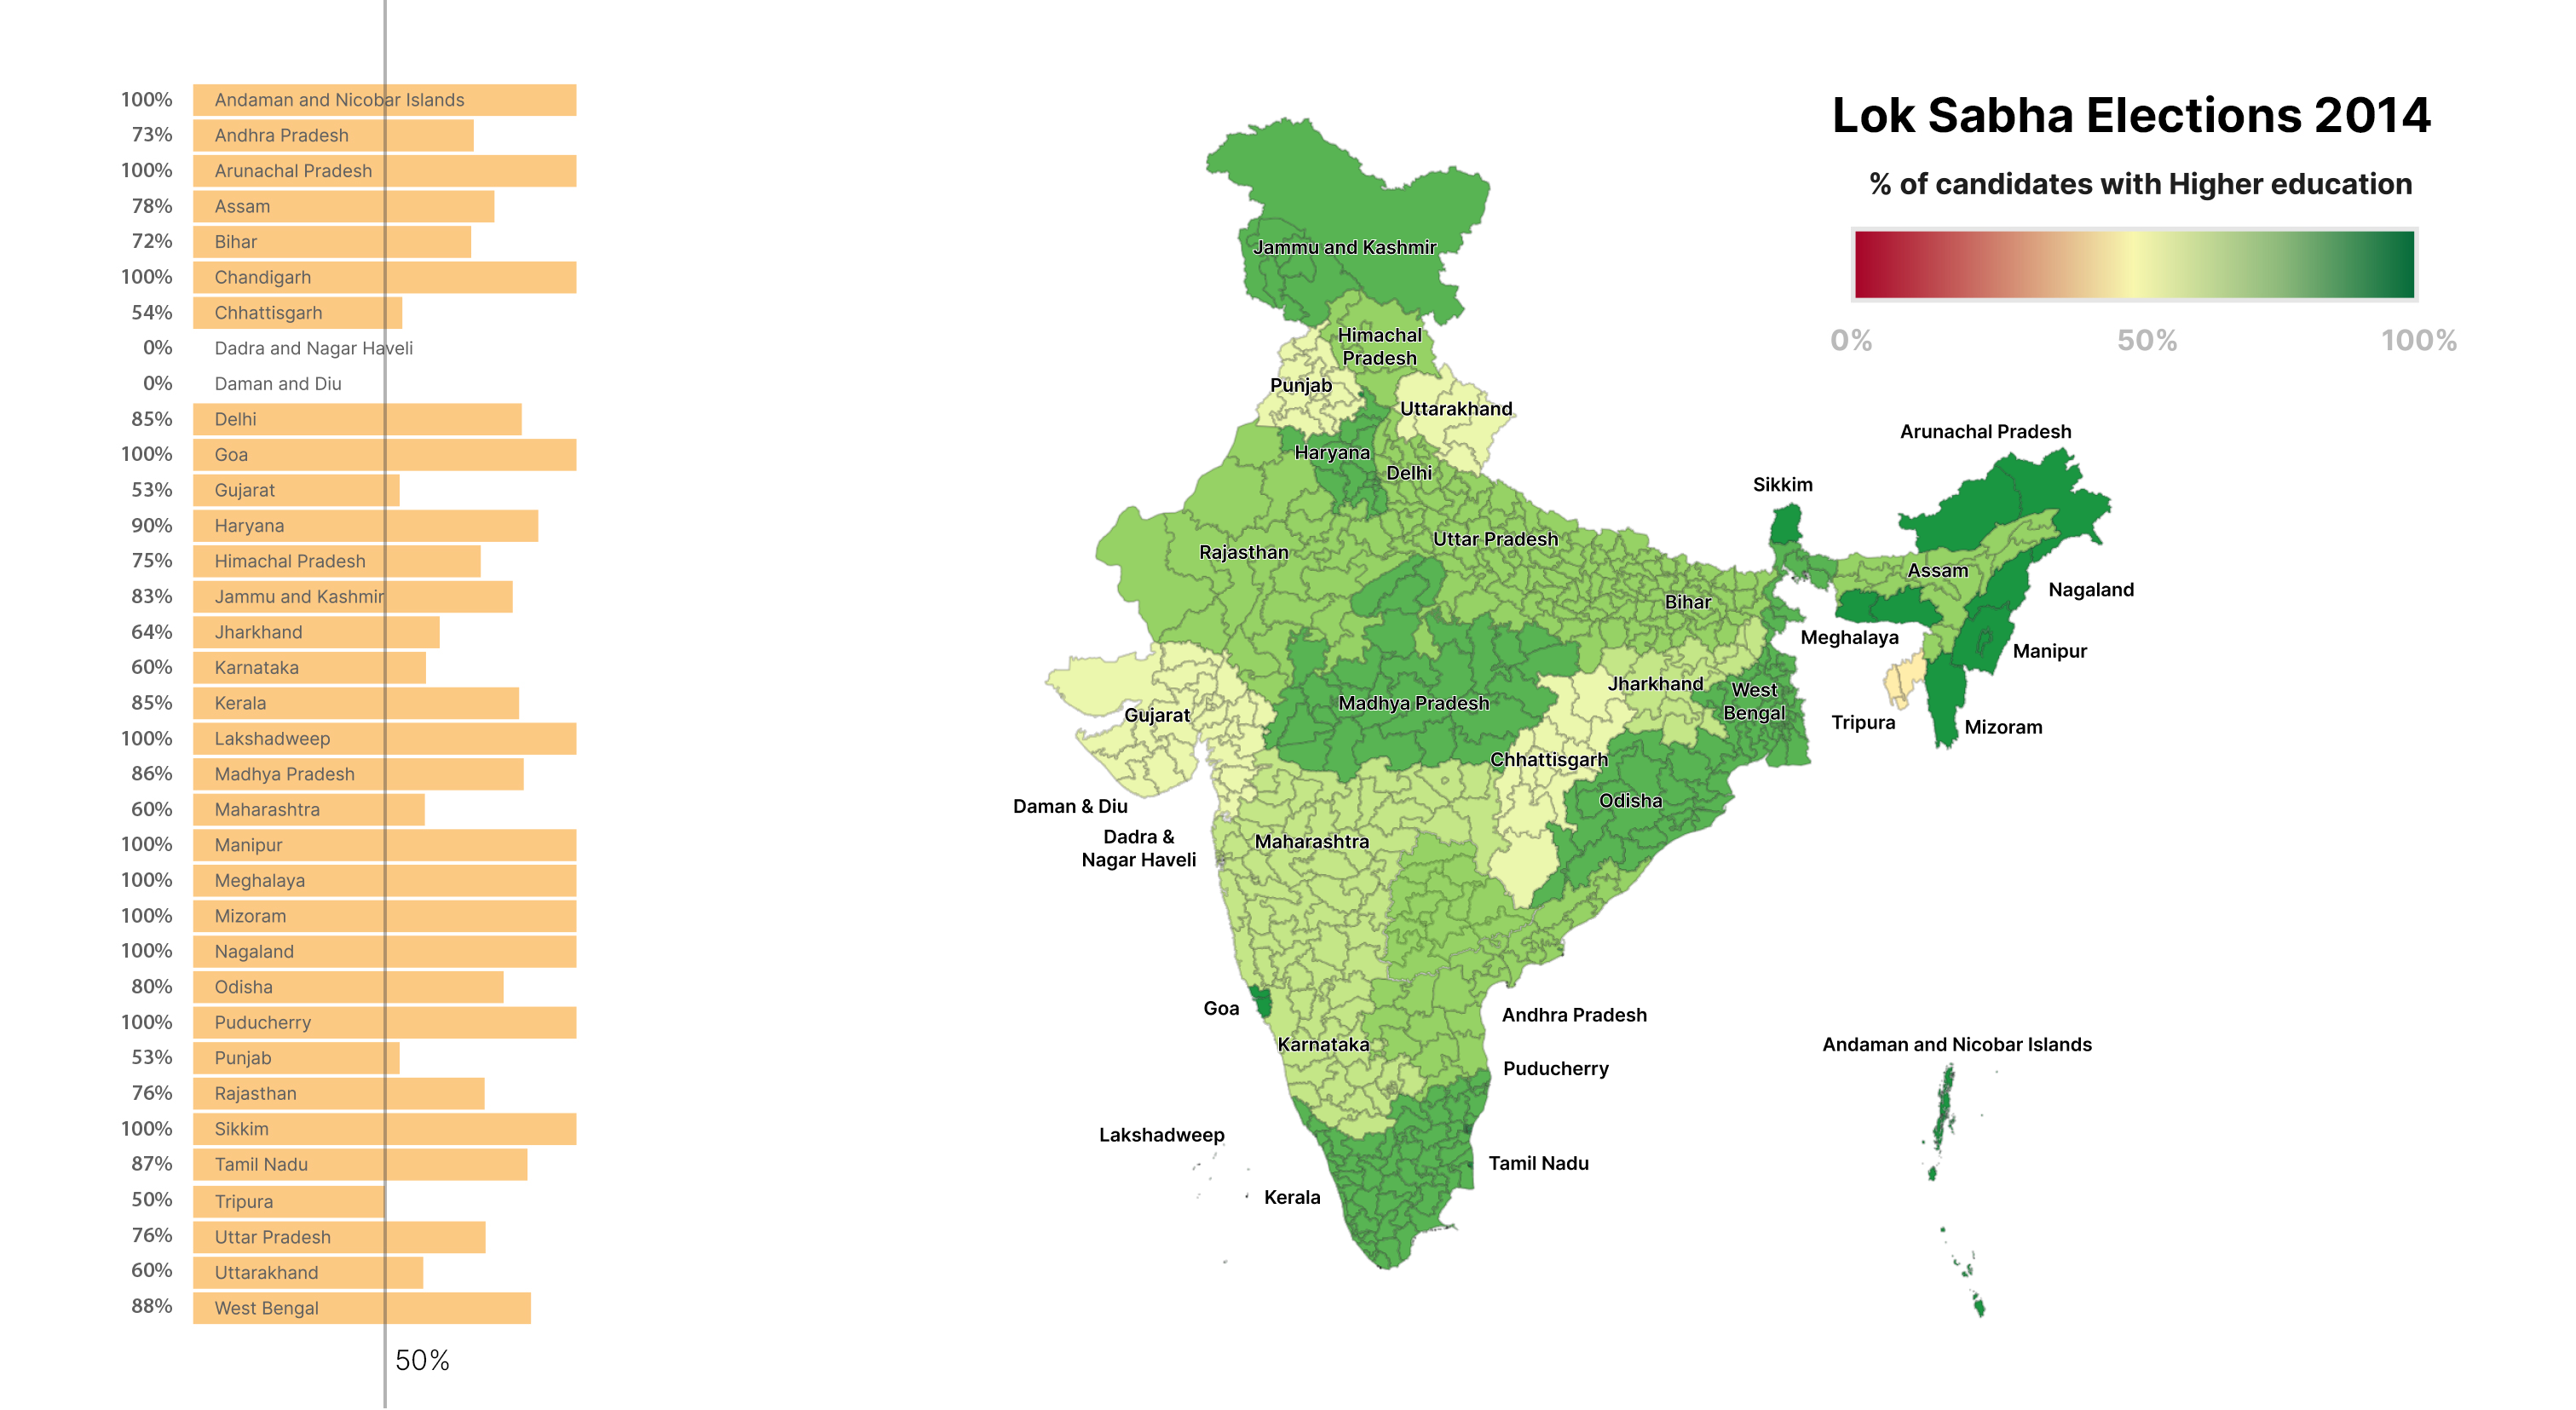 100% Andaman and Nicobar Islands
73% Andhra Pradesh
100% Arunachal Pradesh
78% Assam
72% Bihar
100% Chandigarh
54% Chhattisgarh
0% Dadra and Nagar Haveli
0% Daman and Diu
85% Delhi
100% Goa
53% Gujarat
90% Haryana
75% Himachal Pradesh
83% Jammu and Kashmir
64% Jharkhand
60% Karnataka
85% Kerala
100% Lakshadweep
86% Madhya Pradesh
60% Maharashtra
100% Manipur
100% Meghalaya
100% Mizoram
100% Nagaland
80% Odisha
100% Puducherry
53% Punjab
76% Rajasthan
100% Sikkim
87% Tamil Nadu
50% Tripura
76% Uttar Pradesh
60% Uttarakhand
88% West Bengal
50%
Lok Sabha Elections 2014
% of candidates with Higher education
0% 50% 100%
Jammu and Kashmir
Himachal
Pradesh
Punjab
Uttarakhand
Haryana
Delhi
Arunachal Pradesh
Sikkim
Rajasthan
Uttar Pradesh
Assam
Nagaland
Bihar
Meghalaya
Manipur
Jharkhand
West
Bengal
Madhya Pradesh
Gujarat
Tripura
Mizoram
Chhattisgarh
Odisha
Daman & Diu
Dadra &
Nagar Haveli
Maharashtra
Goa
Andhra Pradesh
Karnataka
Andaman and Nicobar Islands
Puducherry
Lakshadweep
Tamil Nadu
Kerala